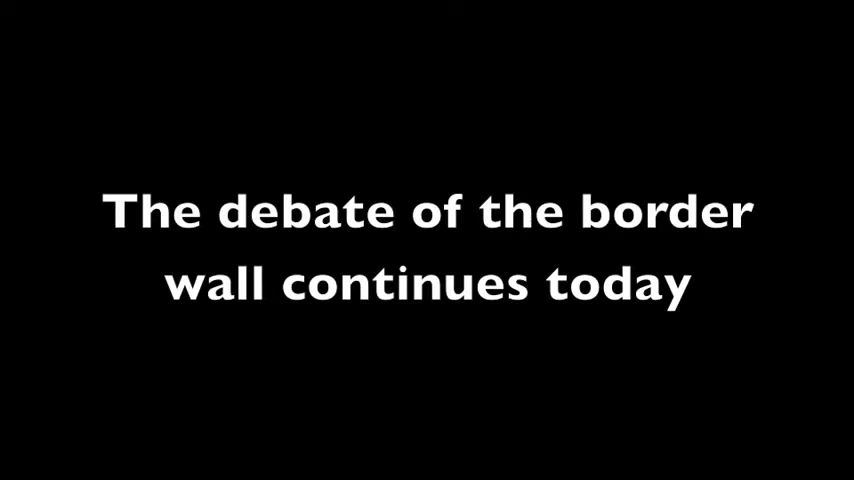 The debate of the border
wall continues today